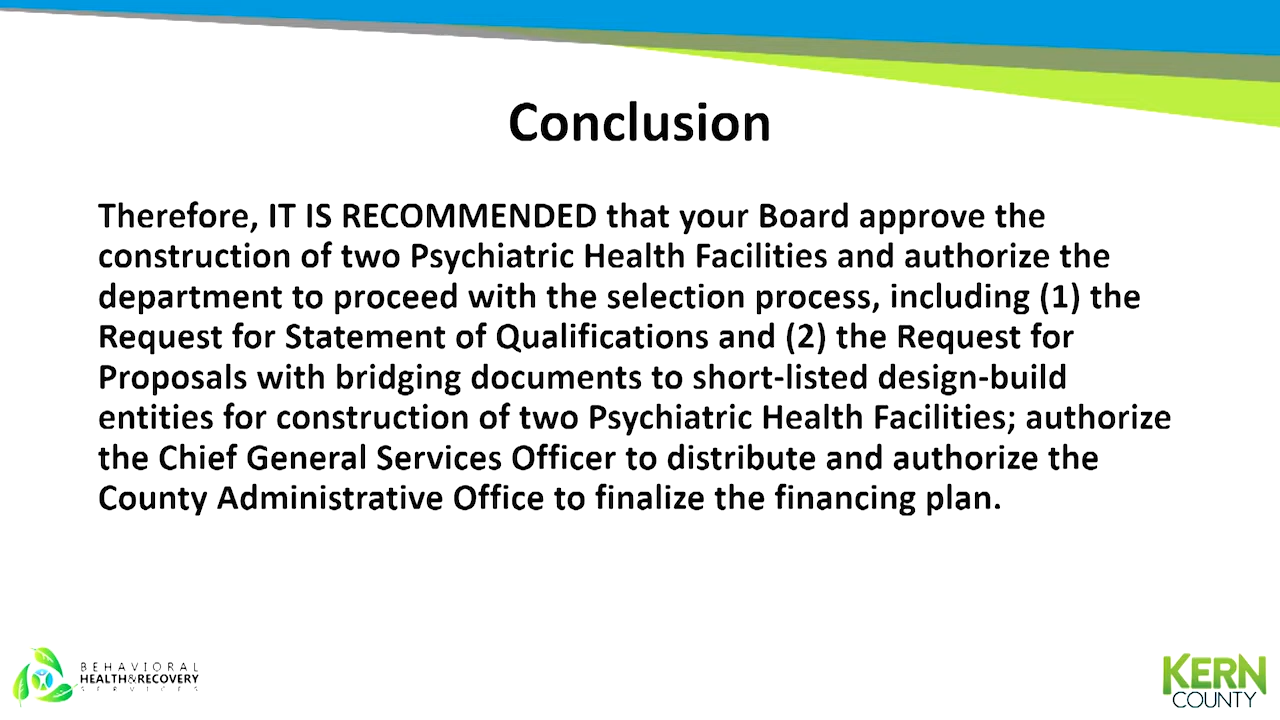 Conclusion
Therefore, IT IS RECOMMENDED that your Board approve the
construction of two Psychiatric Health Facilities and authorize the
department to proceed with the selection process, including (1) the
Request for Statement of Qualifications and (2) the Request for
Proposals with bridging documents to short-listed design-build
entities for construction of two Psychiatric Health Facilities; authorize
the Chief General Services Officer to distribute and authorize the
County Administrative Office to finalize the financing plan.
BEHAVIORAL
HEALTH&RECOVERY
SERVICES
KERN
COUNTY